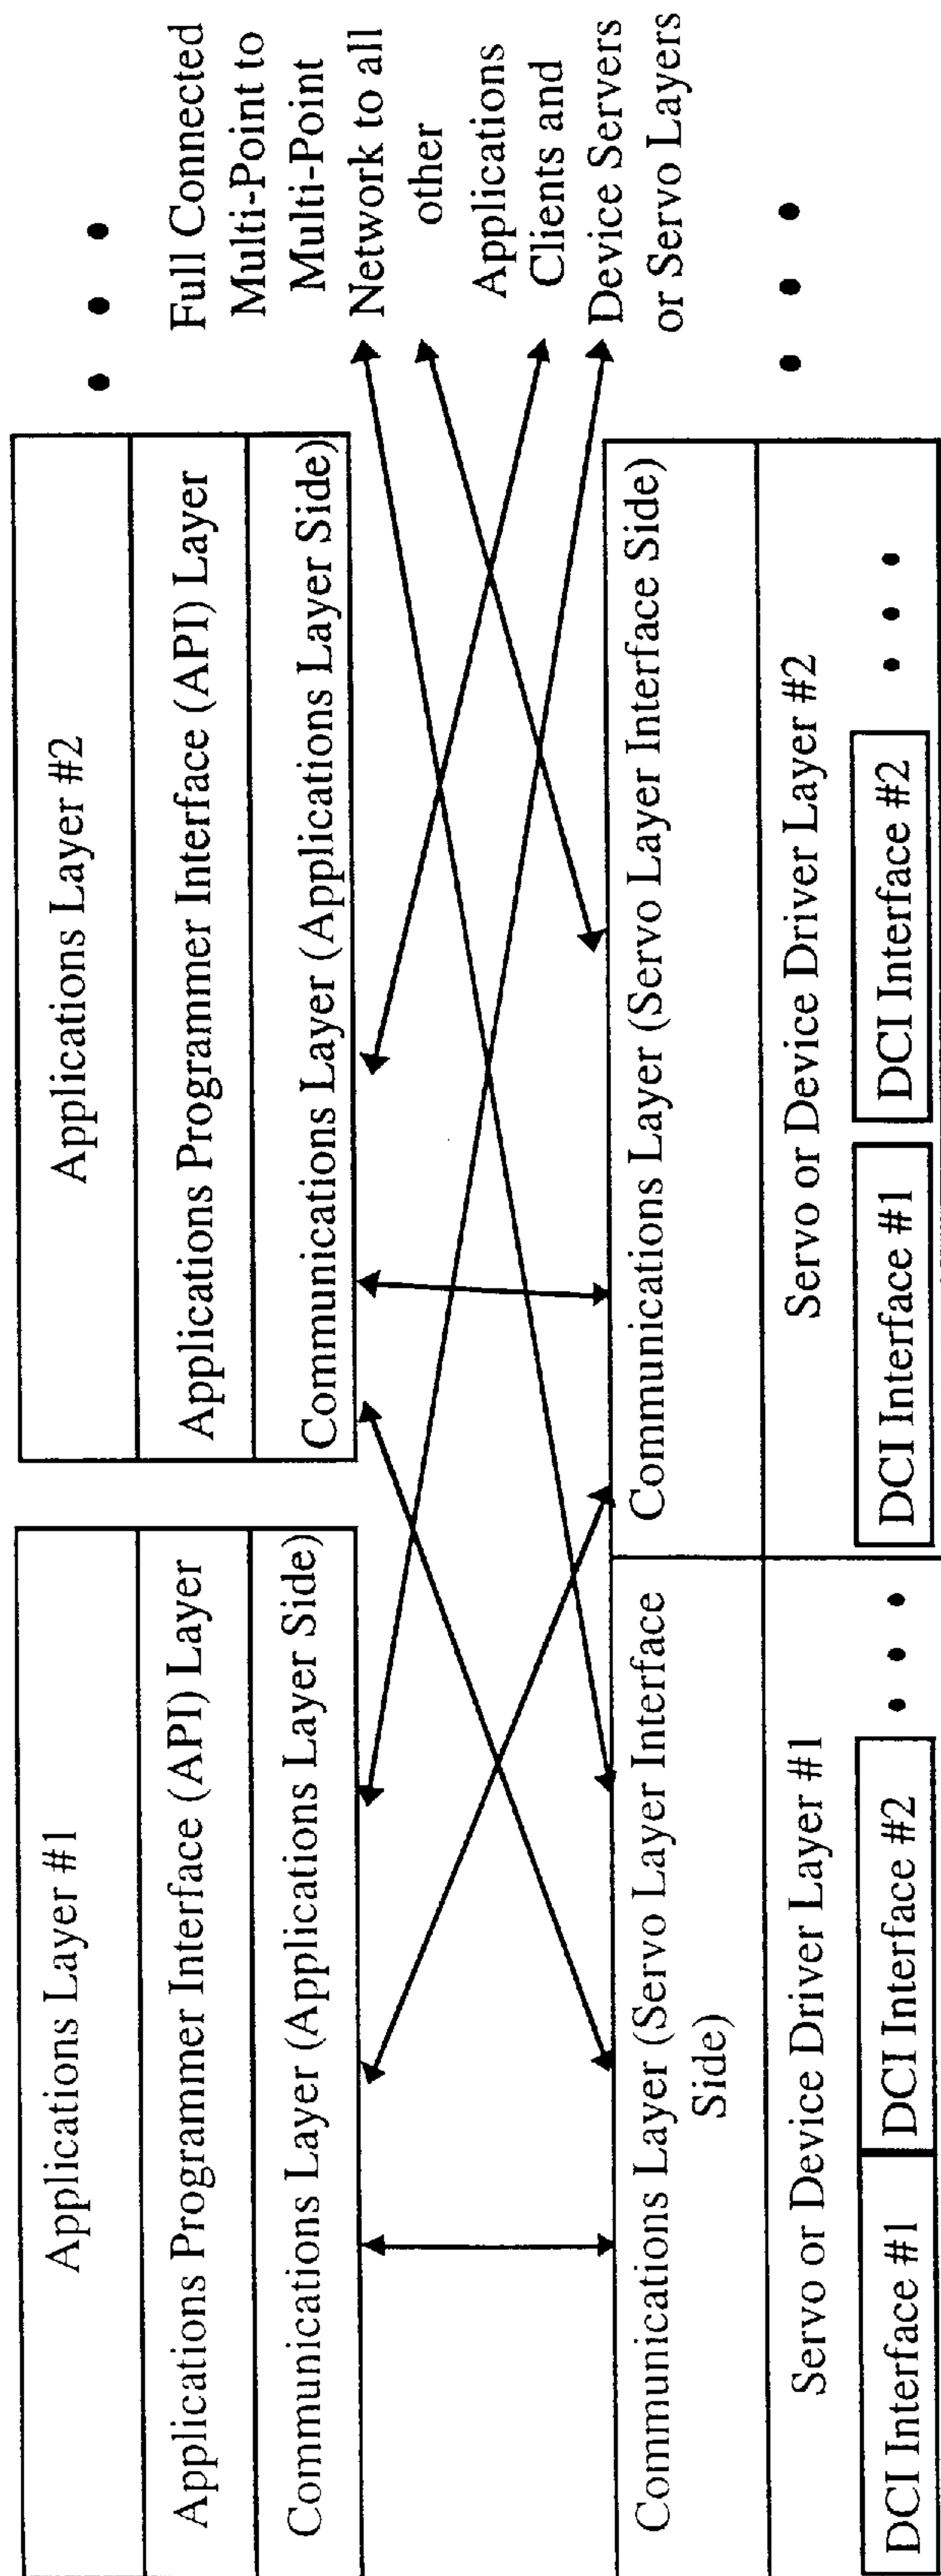 Applications Layer #1
Applications Programmer Interface (API) Layer
Communications Layer (Applications Layer Side)
Applications Layer #2
Applications Programmer Interface (API) Layer
Communications Layer (Applications Layer Side)
Full Connected
Multi-Point to
Multi-Point
Network to all
other
Applications
Clients and
Device Servers
or Servo Layers
Communications Layer (Servo Layer Interface
Side)
Servo or Device Driver Layer #1
DCI Interface #1
DCI Interface #2
Communications Layer (Servo Layer Interface Side)
Servo or Device Driver Layer #2
DCI Interface #1
DCI Interface #2